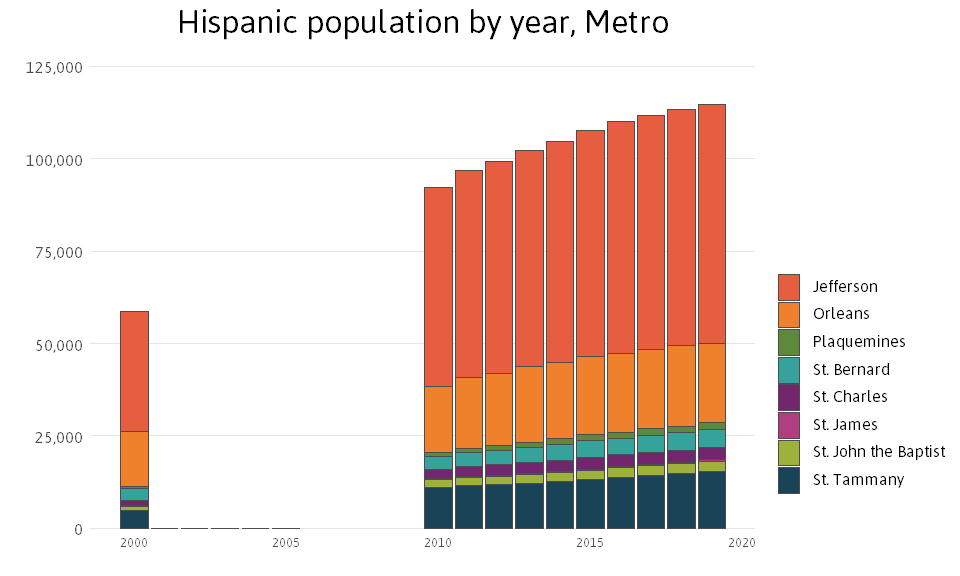 Hispanic population by year, Metro
125,000
100,000
75,000
50,000
25,000
0
2000
2005
2010
2015
2020
Jefferson
Orleans
Plaquemines
St. Bernard
St. Charles
St. James
St. John the Baptist
St. Tammany